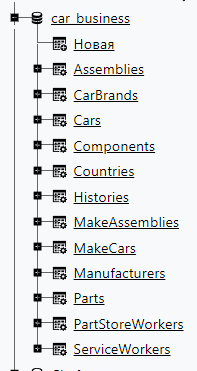 car_business
Новая
Assemblies
CarBrands
Cars
Components
Countries
Histories
MakeAssemblies
MakeCars
Manufacturers
Parts
PartStoreWorkers
ServiceWorkers